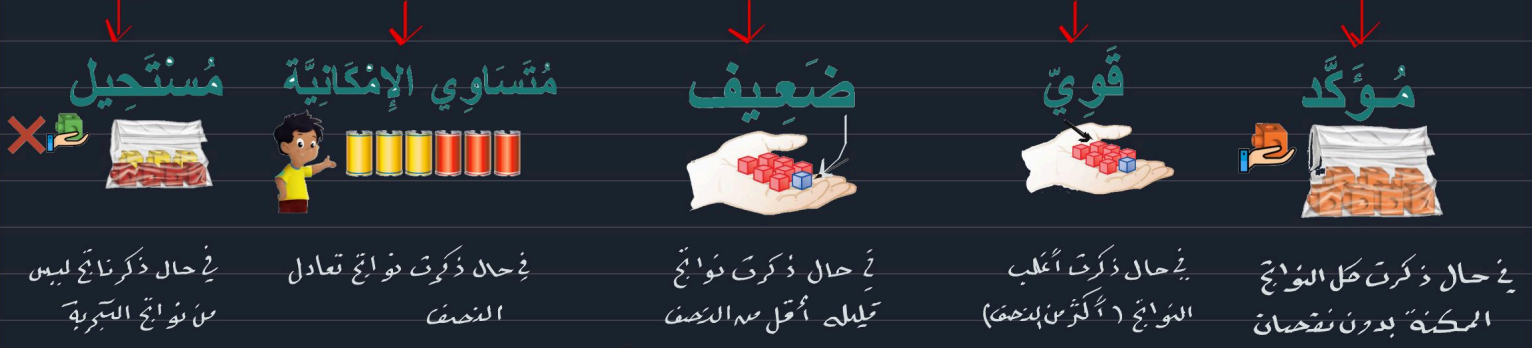 مُؤَكَّد
قَوِيّ
ضَعِيف
مُتَسَاوِي الإِمْكَانِيَّة
مُسْتَحِيل
في حال ذكرت كل النواتج
الممكنة بدون نقصان
في حال ذكرت أغلب
النواتج (أكثر من النصف)
في حال ذكرت نواتج
قليله أقل من النصف
في حال ذكرت نواتج تعادل
النصف
في حال ذكر ناتج ليس
من نواتج التجربة